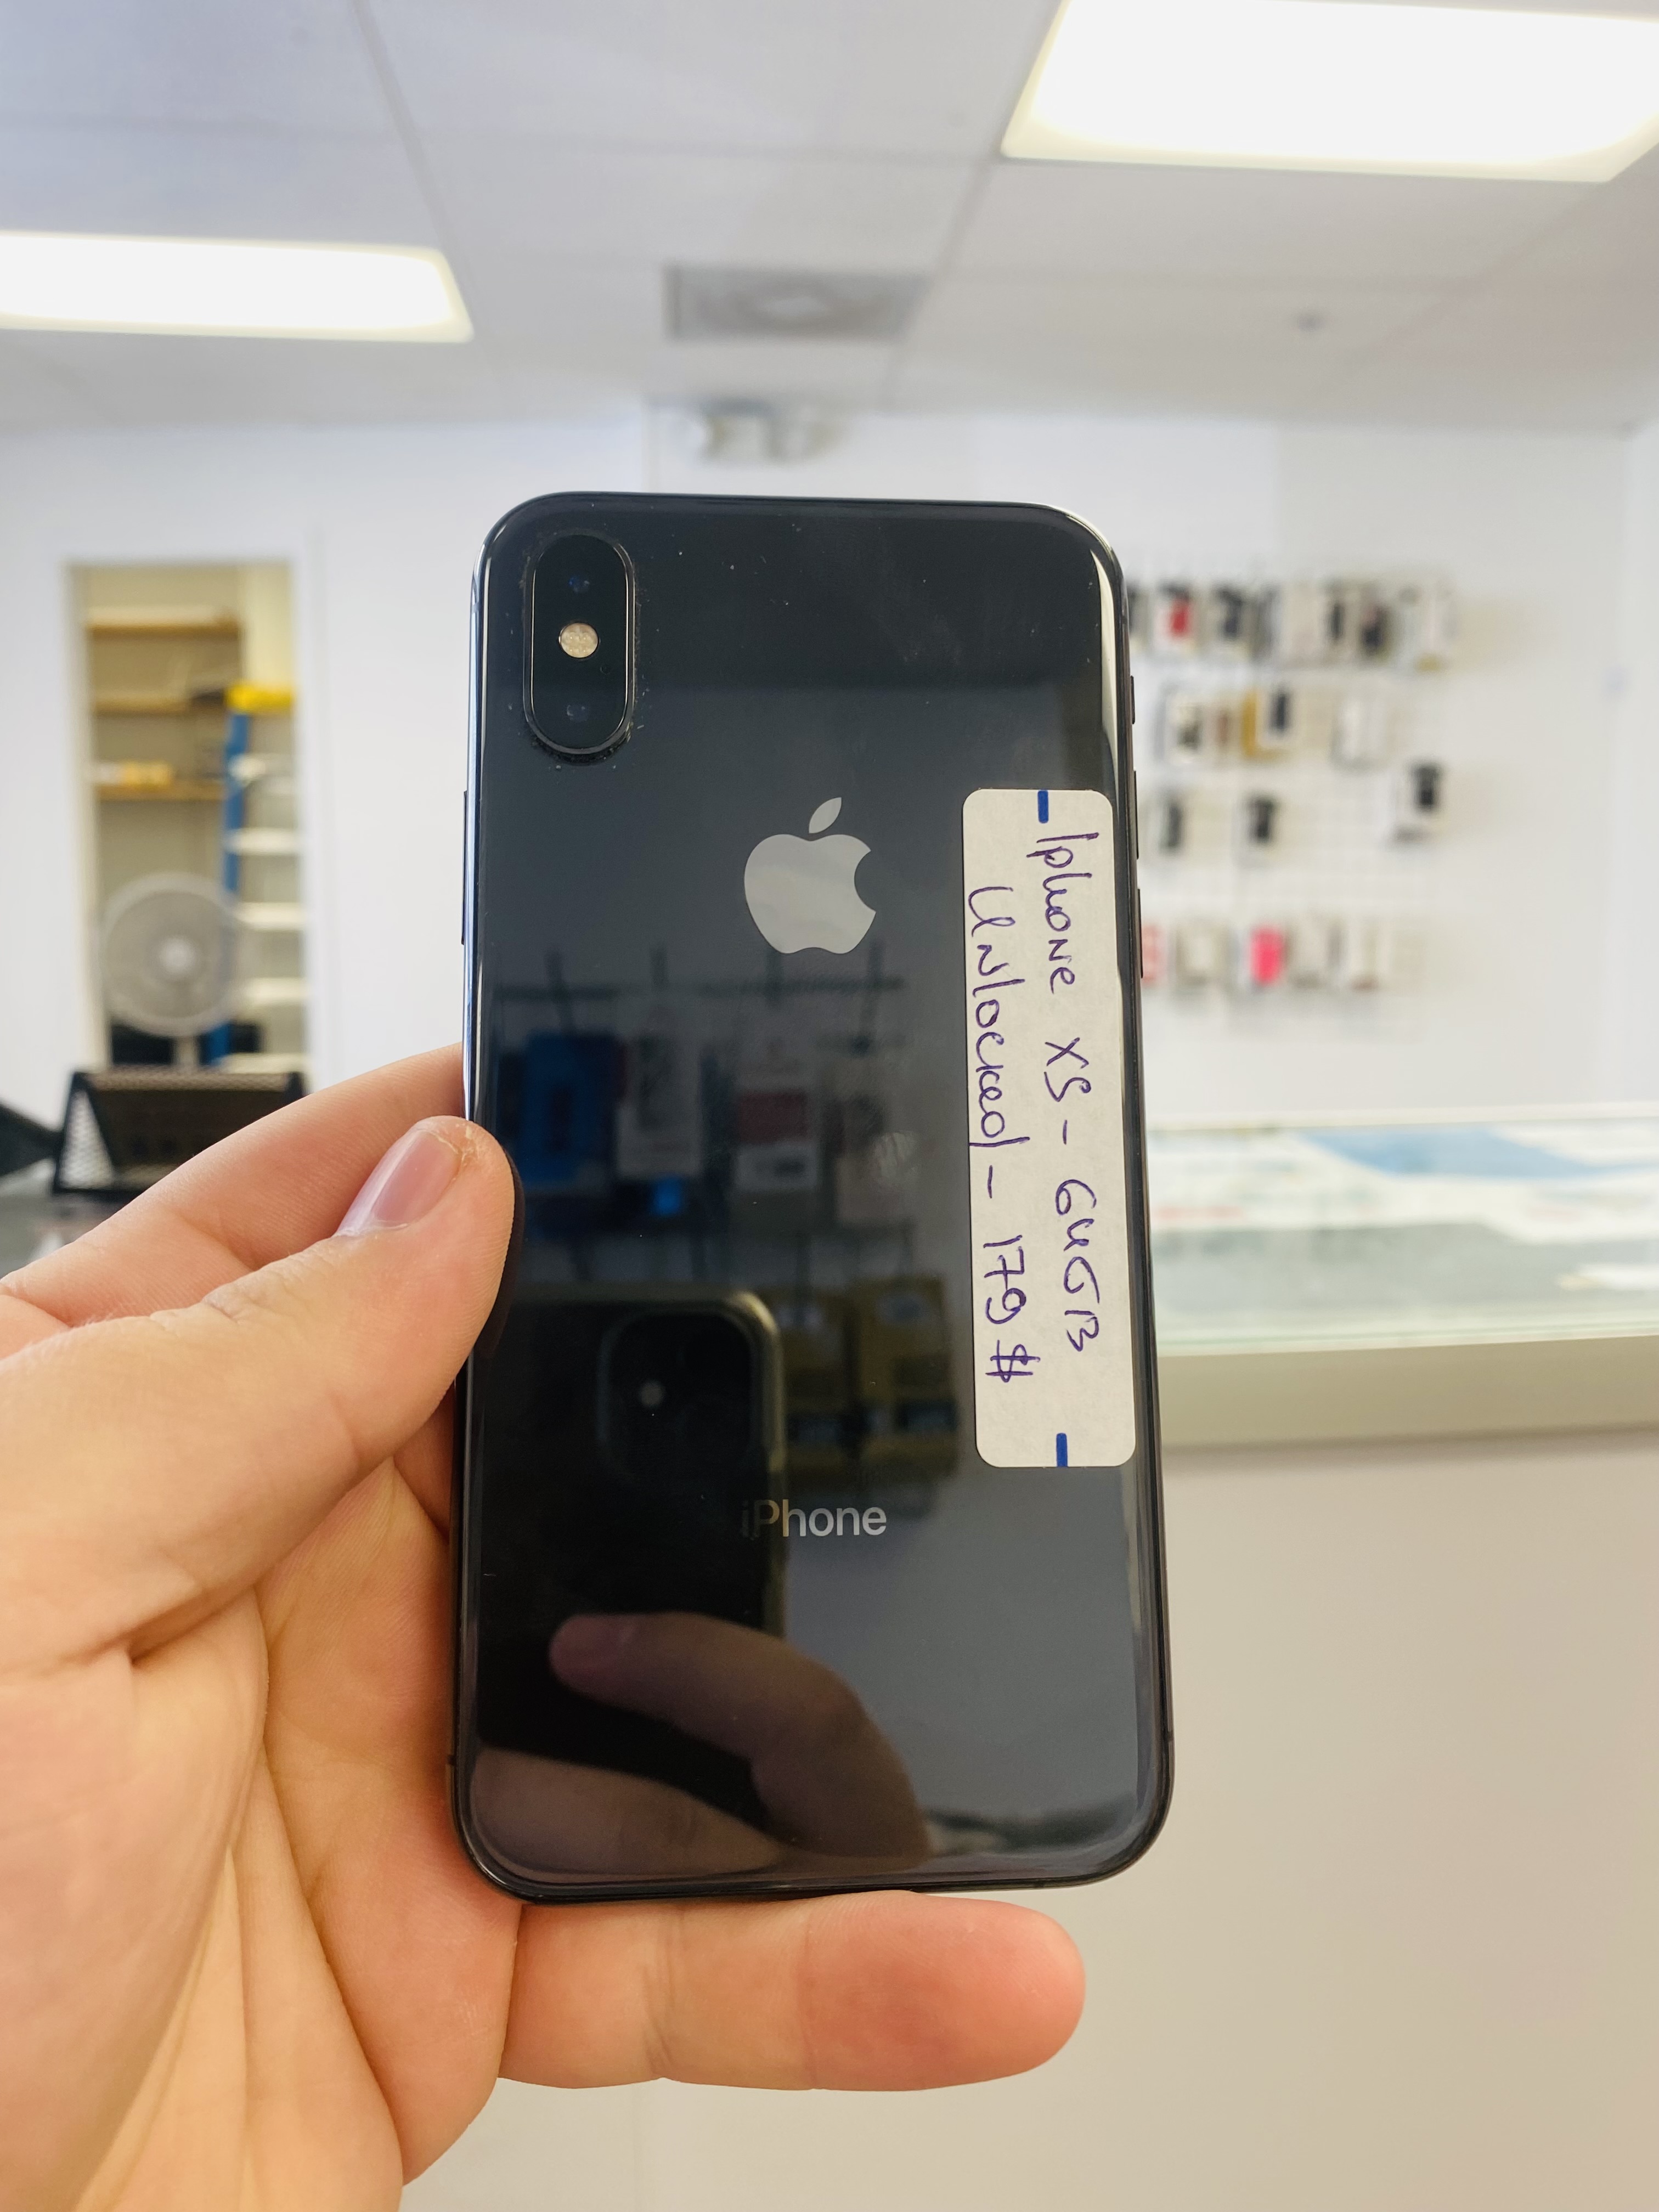 Iphone XS - 64GB
Unlocked - 179$
iPhone